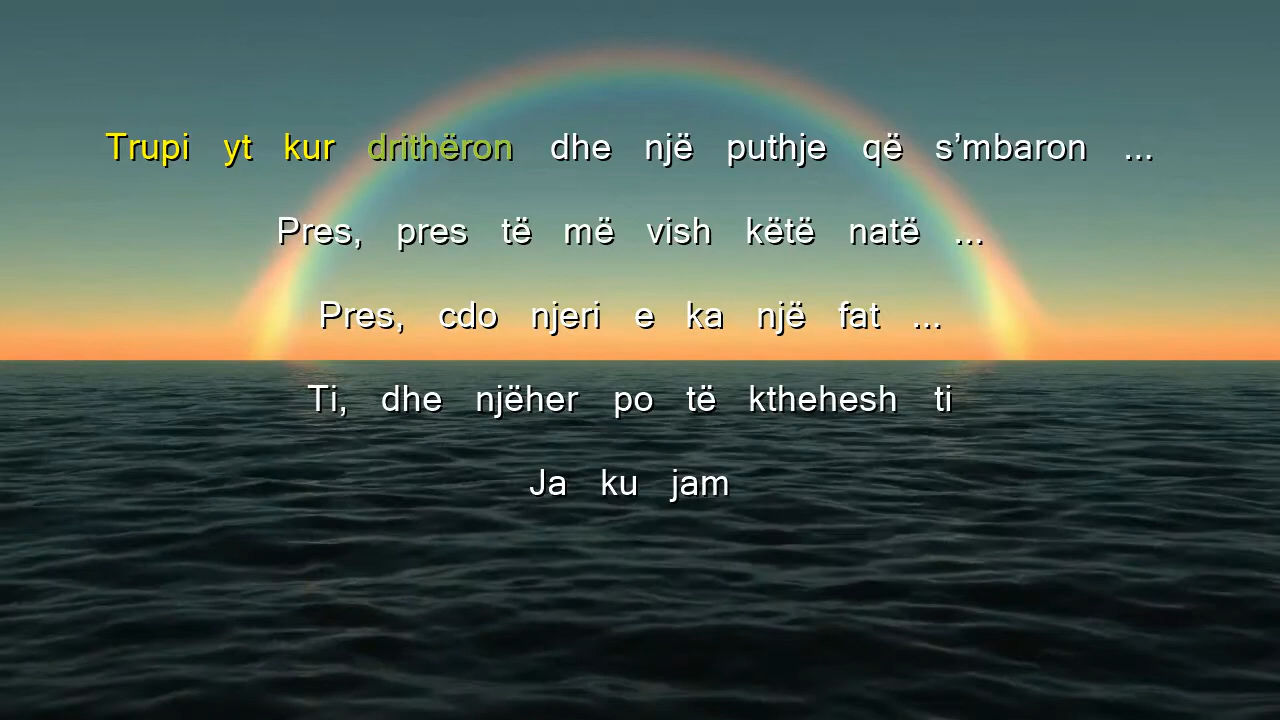 Trupi yt kur drithëron dhe një puthje që s’mbaron ...
Pres, pres të më vish këtë natë ...
Pres, cdo njeri e ka një fat ...
Ti, dhe njëher po të kthehesh ti
Ja ku jam